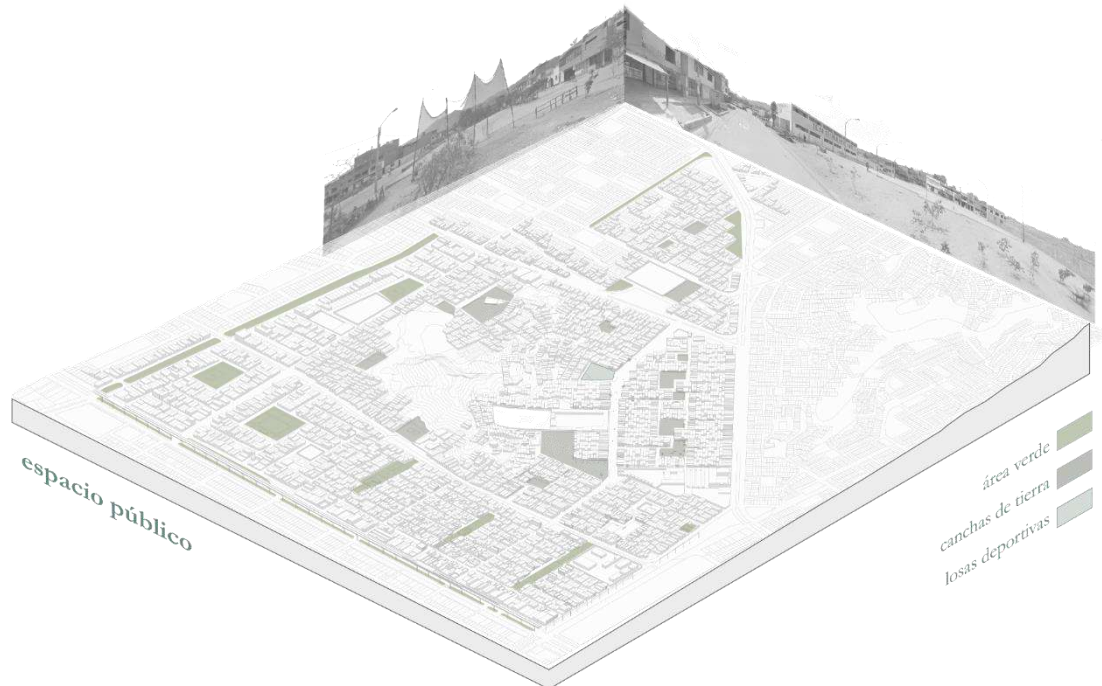 espacio público
área verde
canchas de tierra
losas deportivas